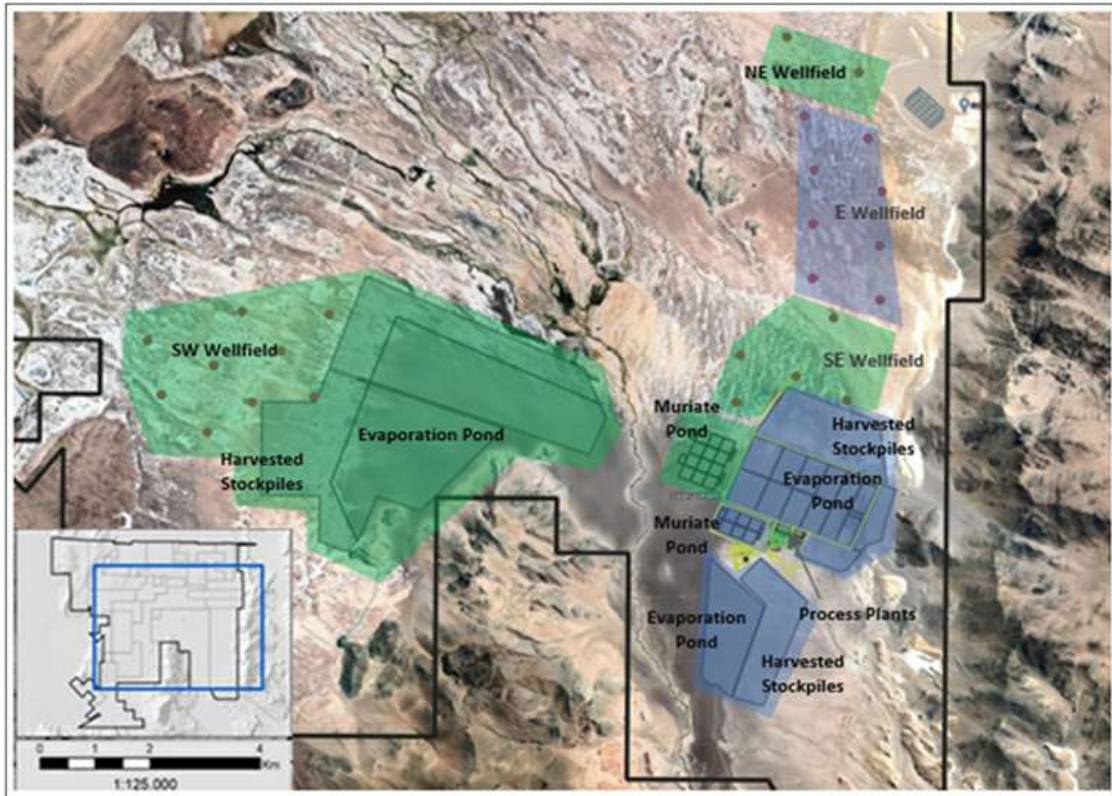 NE Wellfield
E Wellfield
SW Wellfield
SE Wellfield
Muriate
Pond
Evaporation Pond
Harvested
Stockpiles
Harvested
Stockpiles
Evaporation
Pond
Muriate
Pond
Evaporation
Pond
Process Plants
Harvested
Stockpiles
0 1 2 4
Km
1:125.000